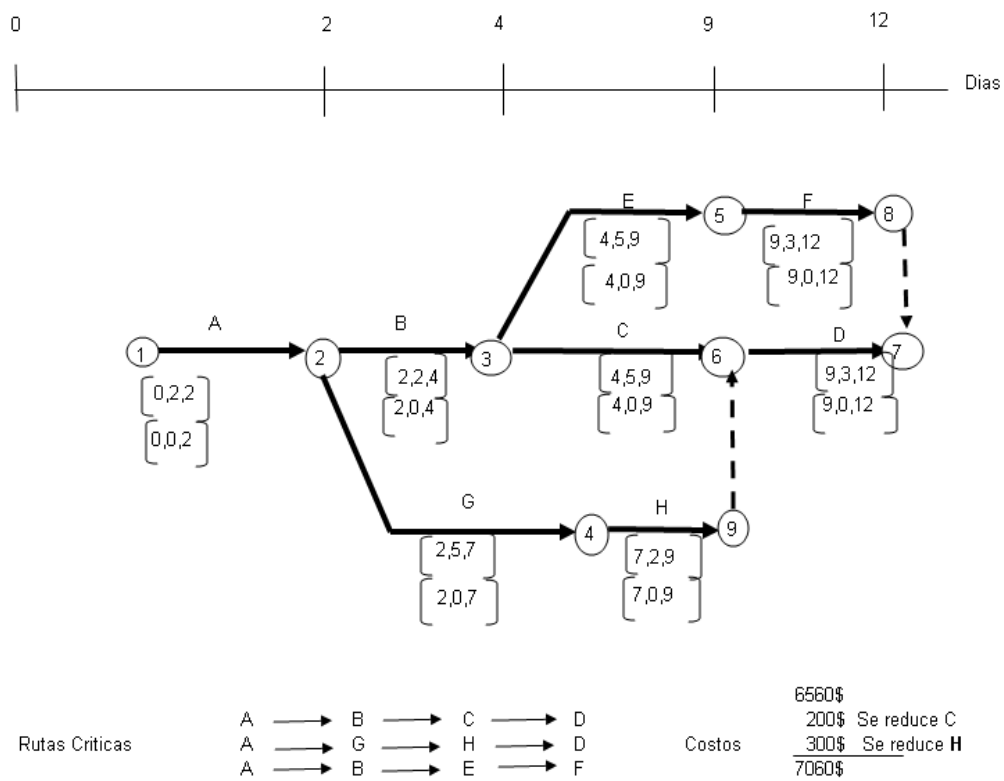 0 2 4 9 12
Dias
E F
5 8
4,5,9 9,3,12
4,0,9 9,0,12
A B C D
1 2 3 6 7
0,2,2 2,2,4 4,5,9 9,3,12
0,0,2 2,0,4 4,0,9 9,0,12
G H
4 9
2,5,7 7,2,9
2,0,7 7,0,9
6560$
A B C D 200$ Se reduce C
Rutas Criticas A G H D Costos 300$ Se reduce H
A B E F 7060$